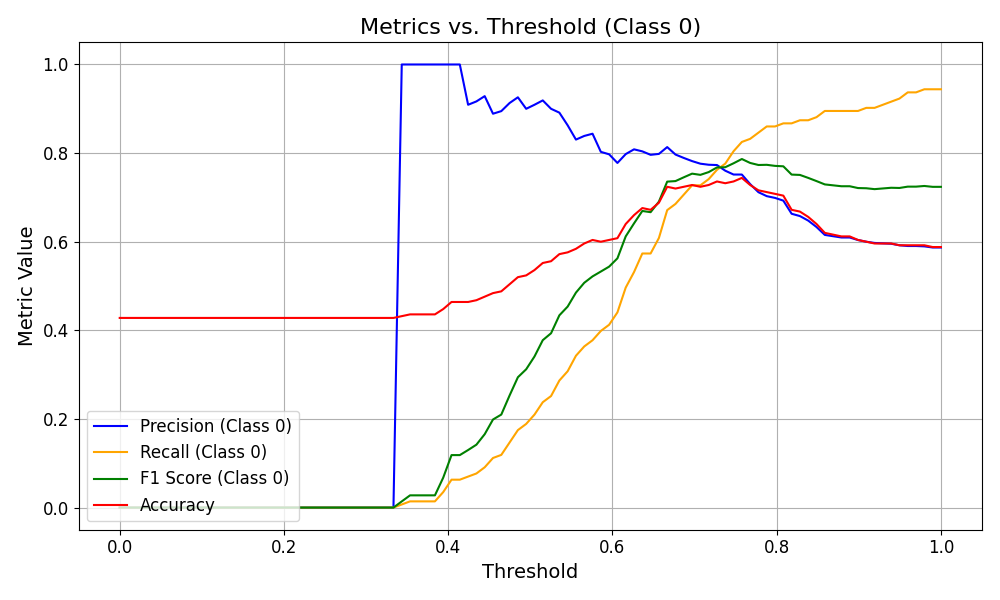 Metrics vs. Threshold (Class 0)
Metric Value
1.0
0.8
0.6
0.4
0.2
0.0
Precision (Class 0)
Recall (Class 0)
F1 Score (Class 0)
Accuracy
0.0 0.2 0.4 0.6 0.8 1.0
Threshold